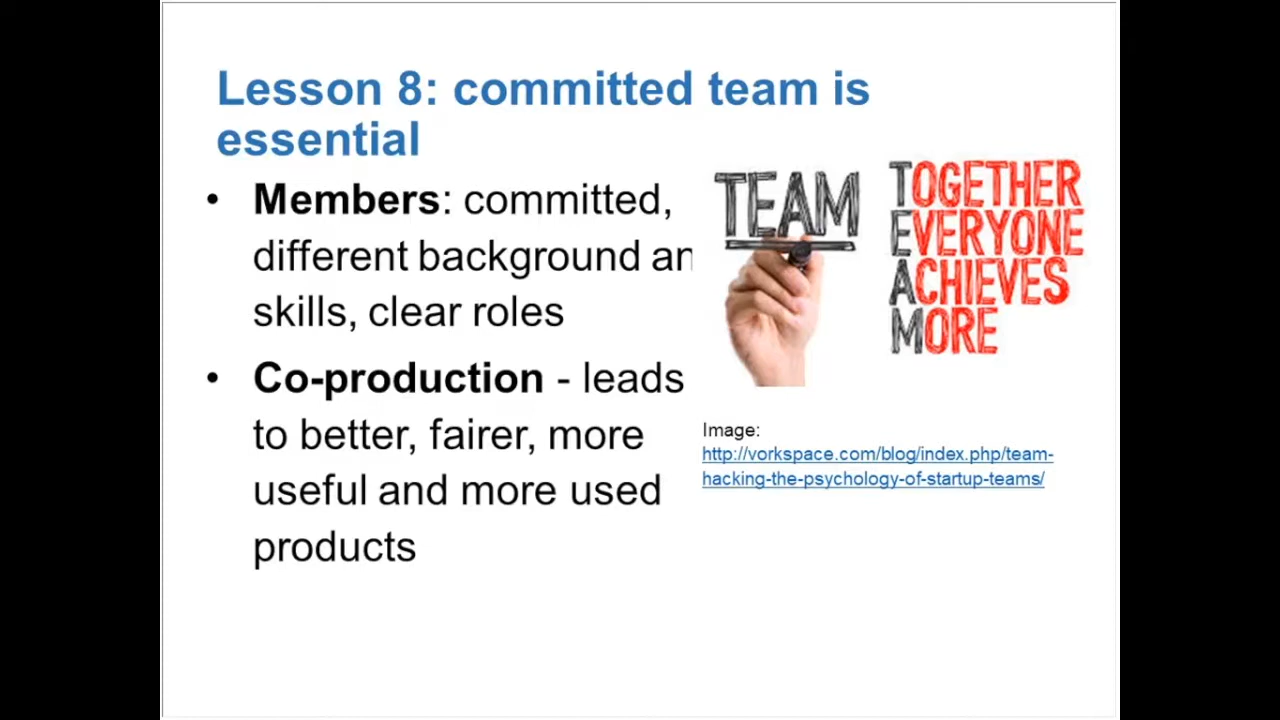 Lesson 8: committed team is
essential
• Members: committed,
different background an
skills, clear roles
• Co-production - leads
to better, fairer, more
useful and more used
products
TEAM
TOGETHER
EVERYONE
ACHIEVES
MORE
Image:
http://vorkspace.com/blog/index.php/team-
hacking-the-psychology-of-startup-teams/